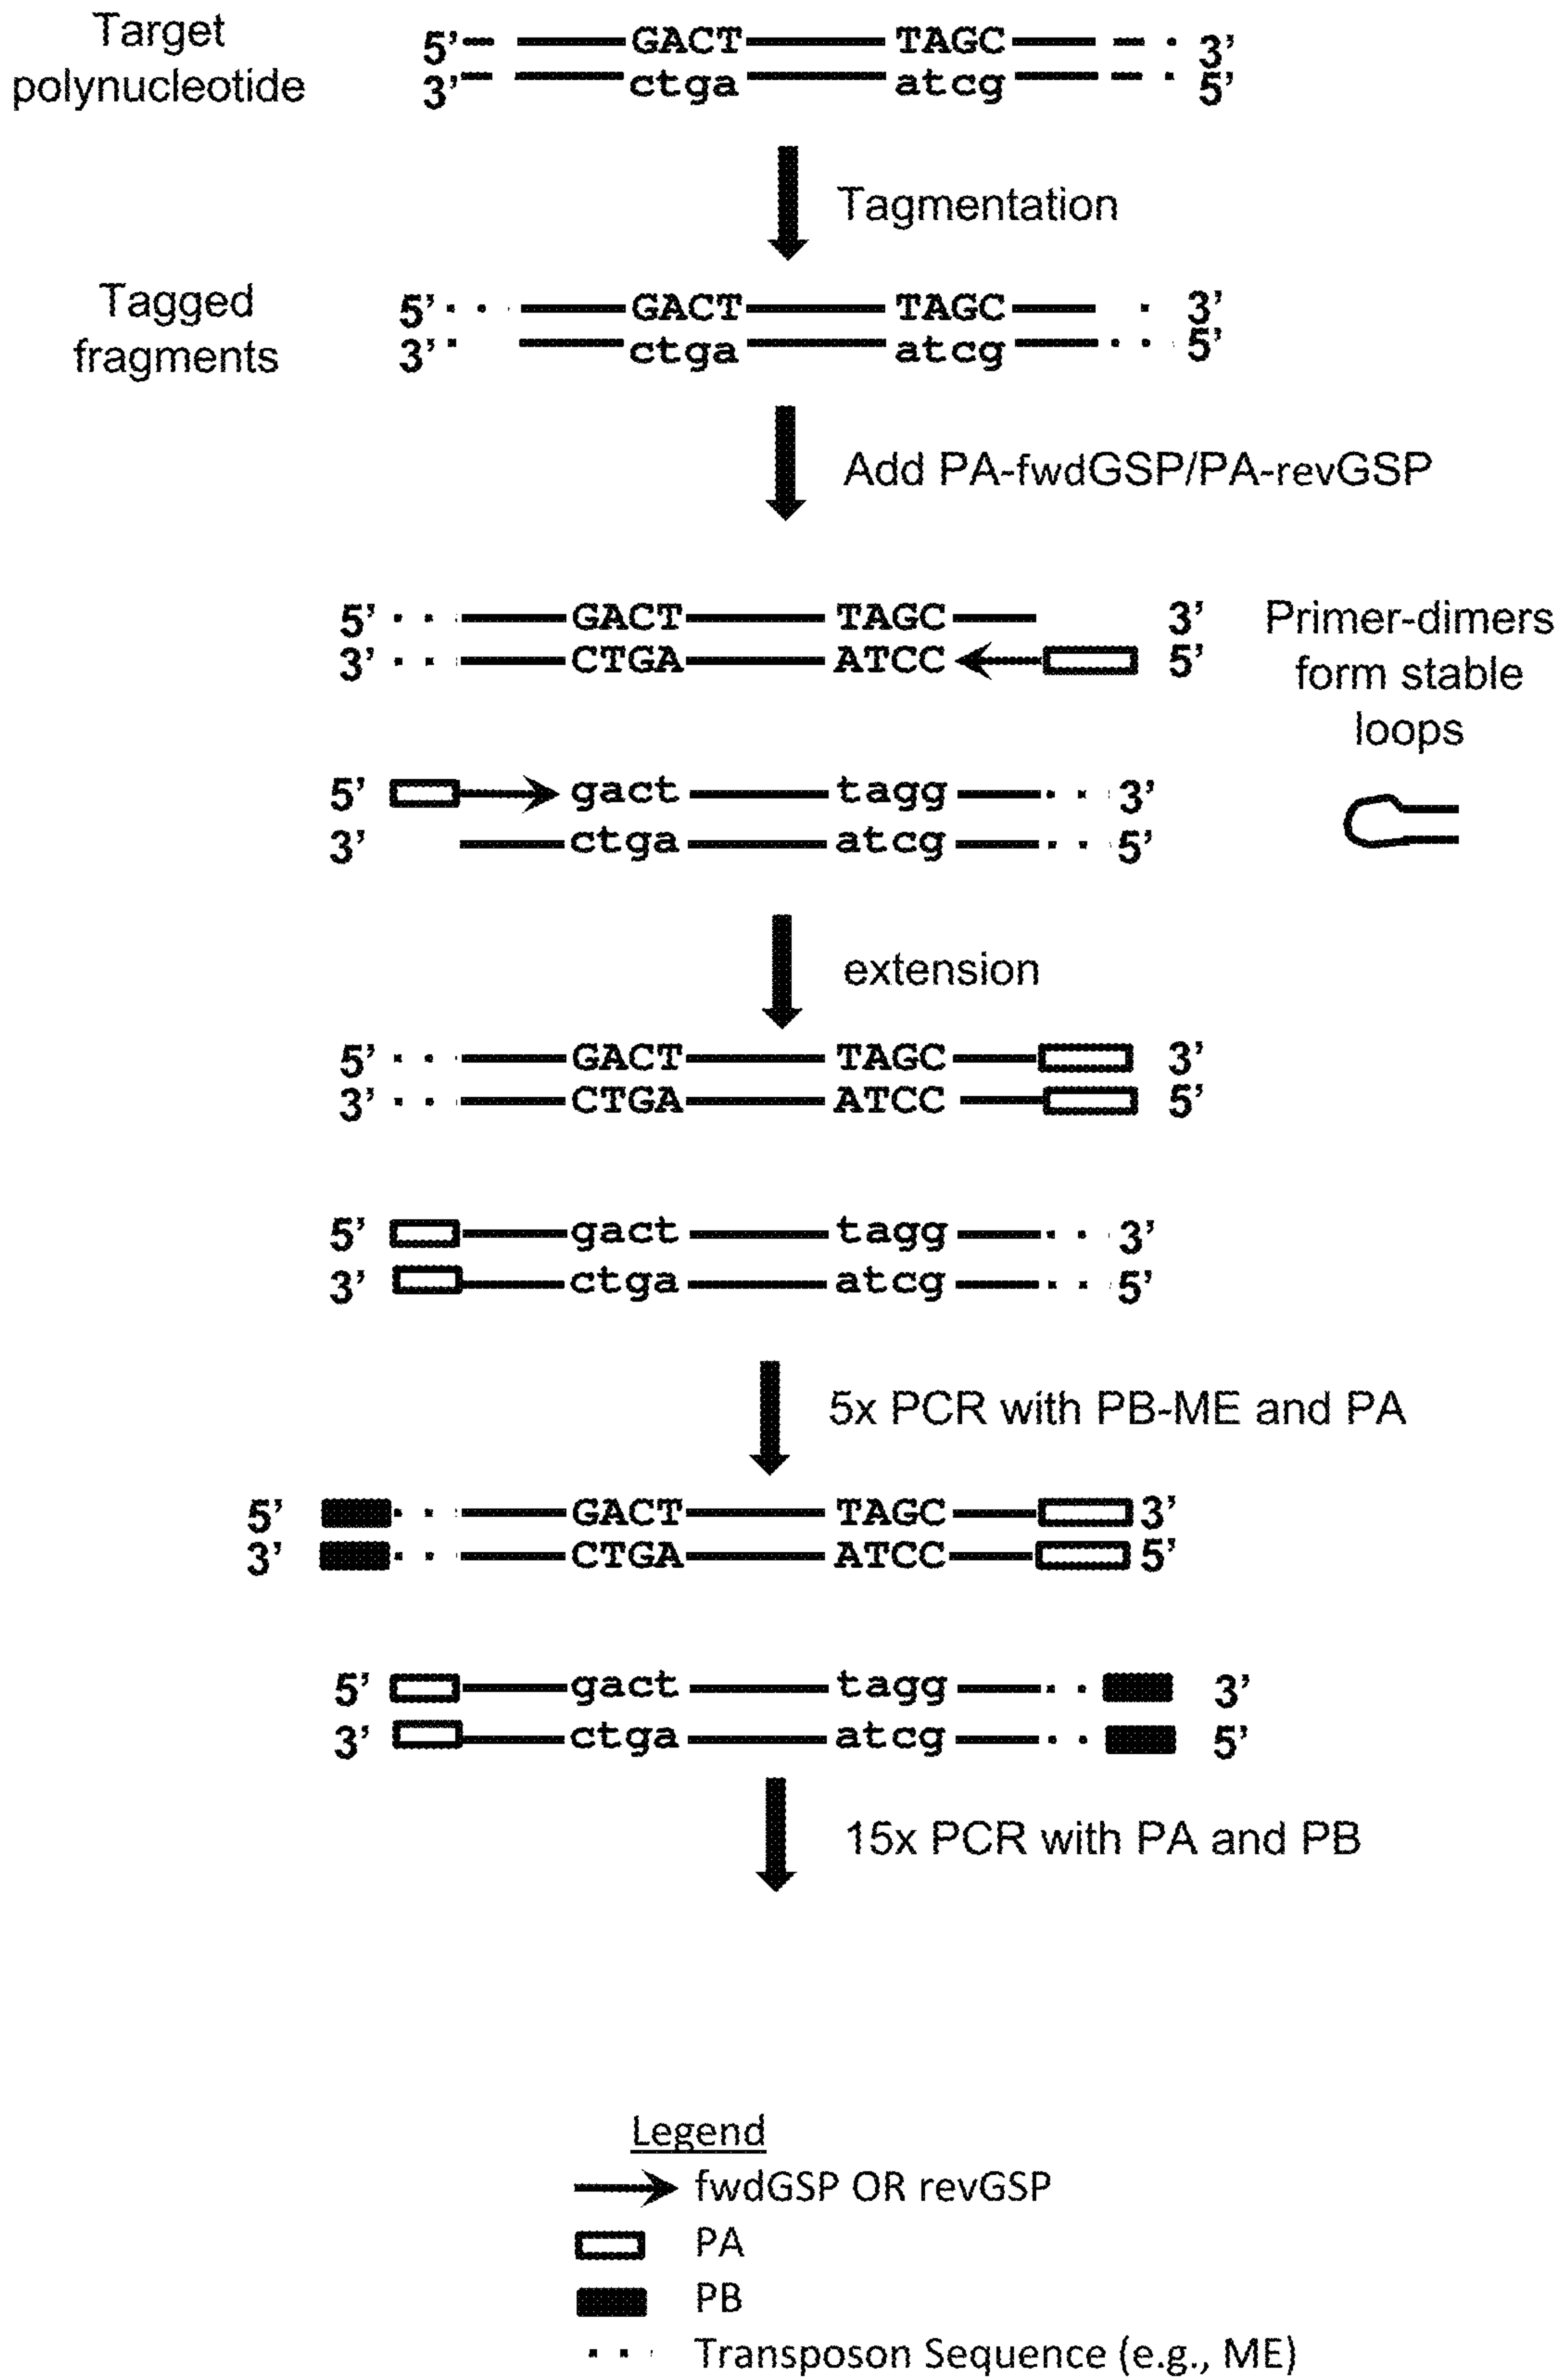 Target
polynucleotide
5’ GACT TAGC 3’
3’ ctga atcg 5’
Tagmentation
Tagged
fragments
5’ GACT TAGC 3’
3’ ctga atcg 5’
Add PA-fwdGSP/PA-revGSP
5’ GACT TAGC 3’
3’ CTGA ATCC 5’
Primer-dimers
form stable
loops
5’ gact tagg 3’
3’ ctga atcg 5’
extension
5’ GACT TAGC 3’
3’ CTGA ATCC 5’
5’ gact tagg 3’
3’ ctga atcg 5’
5x PCR with PB-ME and PA
5’ GACT TAGC 3’
3’ CTGA ATCC 5’
5’ gact tagg 3’
3’ ctga atcg 5’
15x PCR with PA and PB
Legend
fwdGSP OR revGSP
PA
PB
Transposon Sequence (e.g., ME)